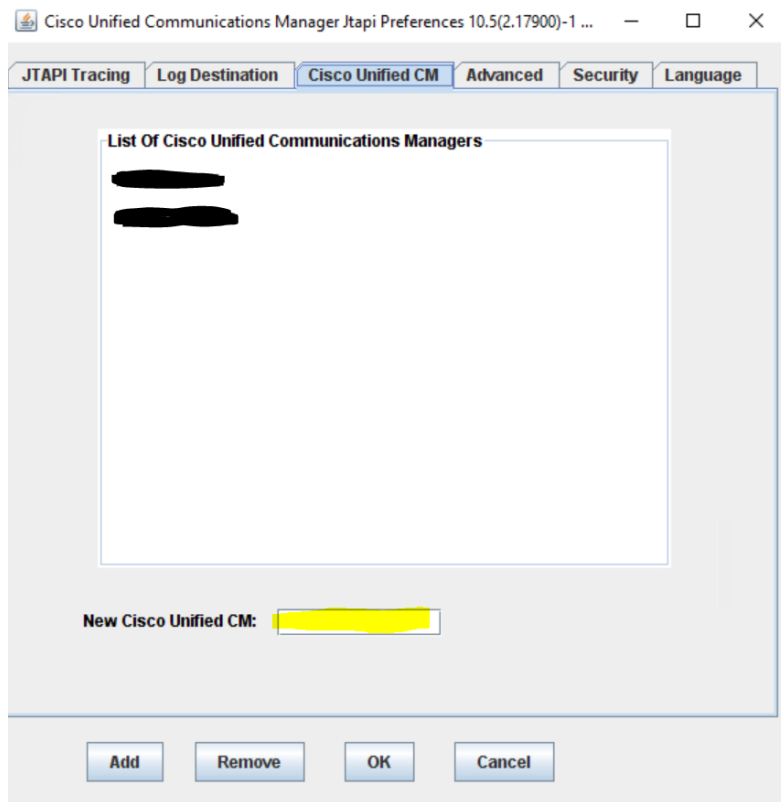 Cisco Unified Communications Manager Jtapi Preferences 10.5(2.17900)-1 ...
JTAPI Tracing Log Destination Cisco Unified CM Advanced Security Language
List Of Cisco Unified Communications Managers
New Cisco Unified CM:
Add Remove OK Cancel